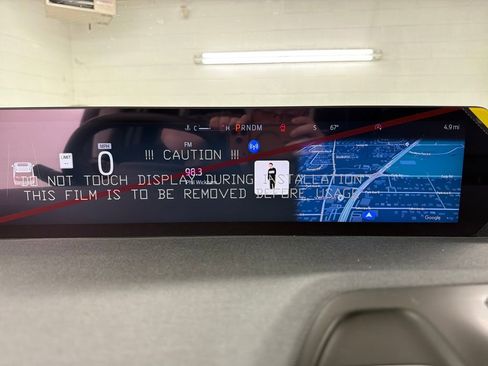 C H PRNDM S 67° 4.9 mi
MPH
LIMIT
--
0
FM
98.3
!!! CAUTION !!!
DO NOT TOUCH DISPLAY DURING INSTALLATION
THIS FILM IS TO BE REMOVED BEFORE USAGE
Google